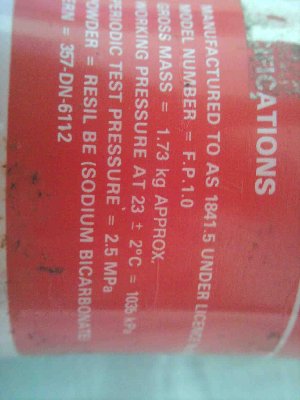 FICATIONS
MANUFACTURED TO AS 1841.5 UNDER LICENCE
MODEL NUMBER = F.P.1.0
GROSS MASS = 1.73 kg APPROX.
WORKING PRESSURE AT 23 ± 2°C = 1035 kPa
PERIODIC TEST PRESSURE = 2.5 MPa
POWDER = RESIL BE (SODIUM BICARBONATE
ERN = 357-DN-6112